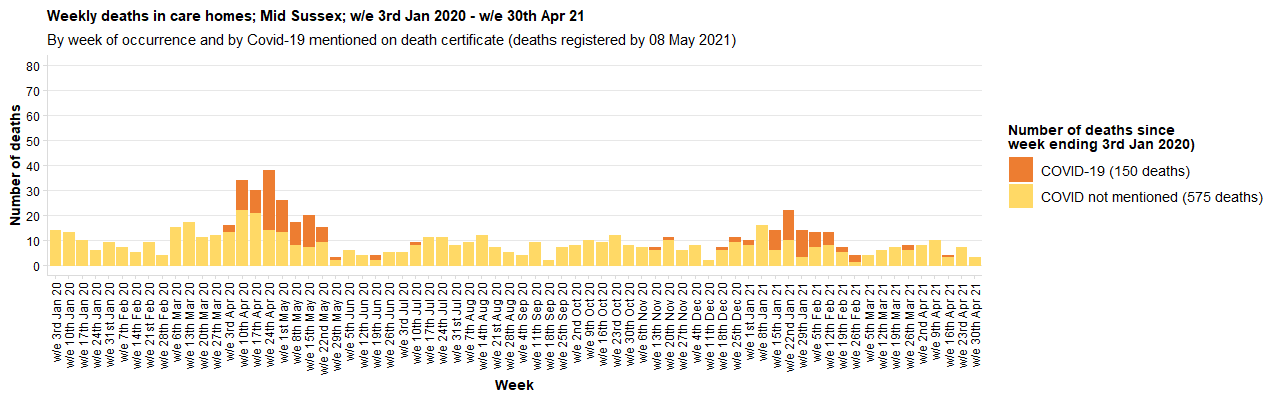 Weekly deaths in care homes; Mid Sussex; w/e 3rd Jan 2020 - w/e 30th Apr 21
By week of occurrence and by Covid-19 mentioned on death certificate (deaths registered by 08 May 2021)
80
70
60
50
40
30
20
10
0
Number of deaths
w/e 3rd Jan 20
w/e 10th Jan 20
w/e 17th Jan 20
w/e 24th Jan 20
w/e 31st Jan 20
w/e 7th Feb 20
w/e 14th Feb 20
w/e 21st Feb 20
w/e 28th Feb 20
w/e 6th Mar 20
w/e 13th Mar 20
w/e 20th Mar 20
w/e 27th Mar 20
w/e 3rd Apr 20
w/e 10th Apr 20
w/e 17th Apr 20
w/e 24th Apr 20
w/e 1st May 20
w/e 8th May 20
w/e 15th May 20
w/e 22nd May 20
w/e 29th May 20
w/e 5th Jun 20
w/e 12th Jun 20
w/e 19th Jun 20
w/e 26th Jun 20
w/e 3rd Jul 20
w/e 10th Jul 20
w/e 17th Jul 20
w/e 24th Jul 20
w/e 31st Jul 20
w/e 7th Aug 20
w/e 14th Aug 20
w/e 21st Aug 20
w/e 28th Aug 20
w/e 4th Sep 20
w/e 11th Sep 20
w/e 18th Sep 20
w/e 25th Sep 20
w/e 2nd Oct 20
w/e 9th Oct 20
w/e 16th Oct 20
w/e 23rd Oct 20
w/e 30th Oct 20
w/e 6th Nov 20
w/e 13th Nov 20
w/e 20th Nov 20
w/e 27th Nov 20
w/e 4th Dec 20
w/e 11th Dec 20
w/e 18th Dec 20
w/e 25th Dec 20
w/e 1st Jan 21
w/e 8th Jan 21
w/e 15th Jan 21
w/e 22nd Jan 21
w/e 29th Jan 21
w/e 5th Feb 21
w/e 12th Feb 21
w/e 19th Feb 21
w/e 26th Feb 21
w/e 5th Mar 21
w/e 12th Mar 21
w/e 19th Mar 21
w/e 26th Mar 21
w/e 2nd Apr 21
w/e 9th Apr 21
w/e 16th Apr 21
w/e 23rd Apr 21
w/e 30th Apr 21
Week
Number of deaths since
week ending 3rd Jan 2020)
COVID-19 (150 deaths)
COVID not mentioned (575 deaths)